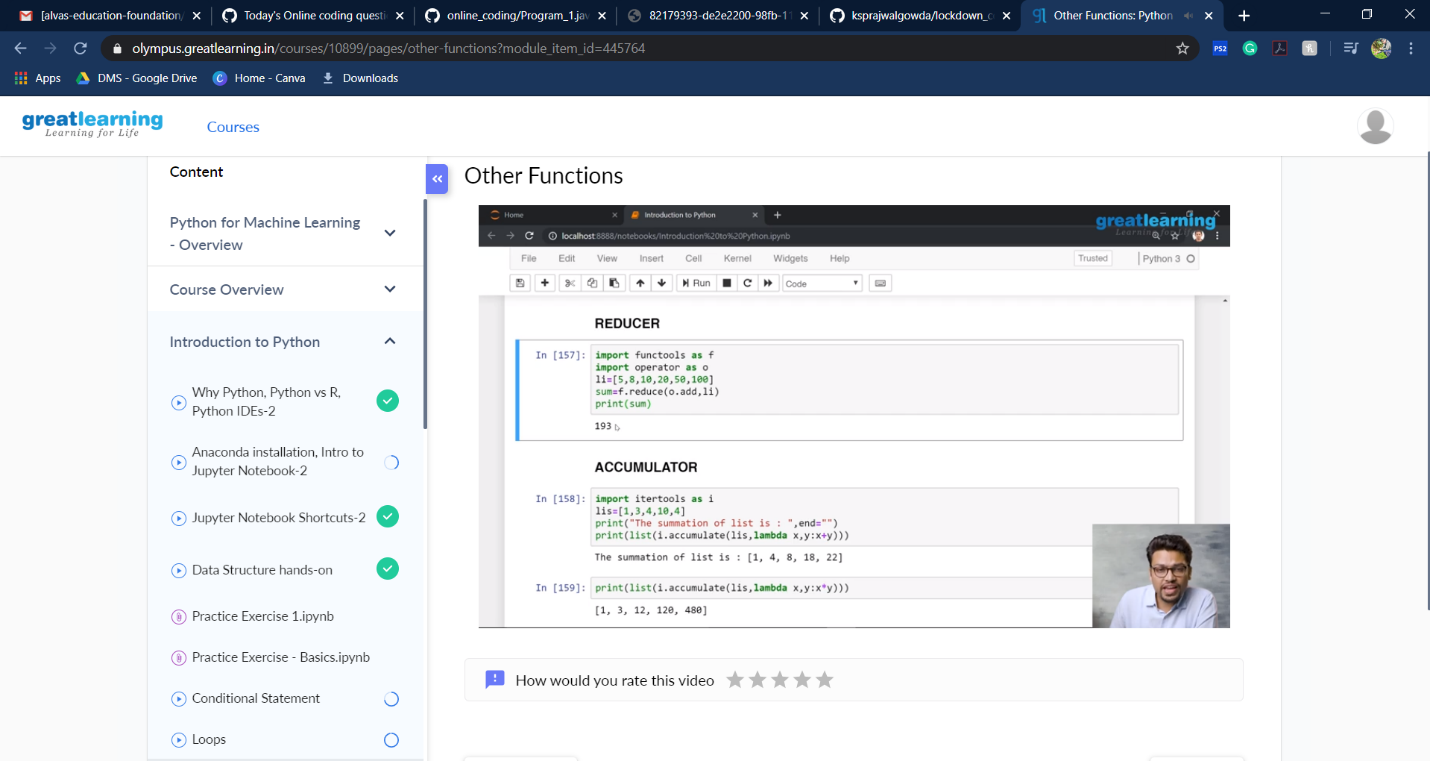 [alvas-education-foundation/
Today's Online coding questi
online_coding/Program_1.jav
82179393-de2e2200-98fb-11
ksprajwalgowda/lockdown_c
Other Functions: Python
olympus.greatlearning.in/courses/10899/pages/other-functions?module_item_id=445764
Apps
DMS - Google Drive
Home - Canva
Downloads
greatlearning
Learning for Life
Courses
Content
Python for Machine Learning
- Overview
Course Overview
Introduction to Python
Why Python, Python vs R,
Python IDEs-2
Anaconda installation, Intro to
Jupyter Notebook-2
Jupyter Notebook Shortcuts-2
Data Structure hands-on
Practice Exercise 1.ipynb
Practice Exercise - Basics.ipynb
Conditional Statement
Loops
Other Functions
Home
Introduction to Python
greatlearning
Learning for Life
localhost:8888/notebooks/Introduction%20to%20Python.ipynb
File Edit View Insert Cell Kernel Widgets Help
Trusted
Python 3
Run
Code
REDUCER
In [157]: import functools as f
import operator as o
li=[5,8,10,20,50,100]
sum=f.reduce(o.add,li)
print(sum)
193
ACCUMULATOR
In [158]: import itertools as i
lis=[1,3,4,10,4]
print("The summation of list is : ",end="")
print(list(i.accumulate(lis,lambda x,y:x+y)))
The summation of list is : [1, 4, 8, 18, 22]
In [159]: print(list(i.accumulate(lis,lambda x,y:x*y)))
[1, 3, 12, 120, 480]
How would you rate this video